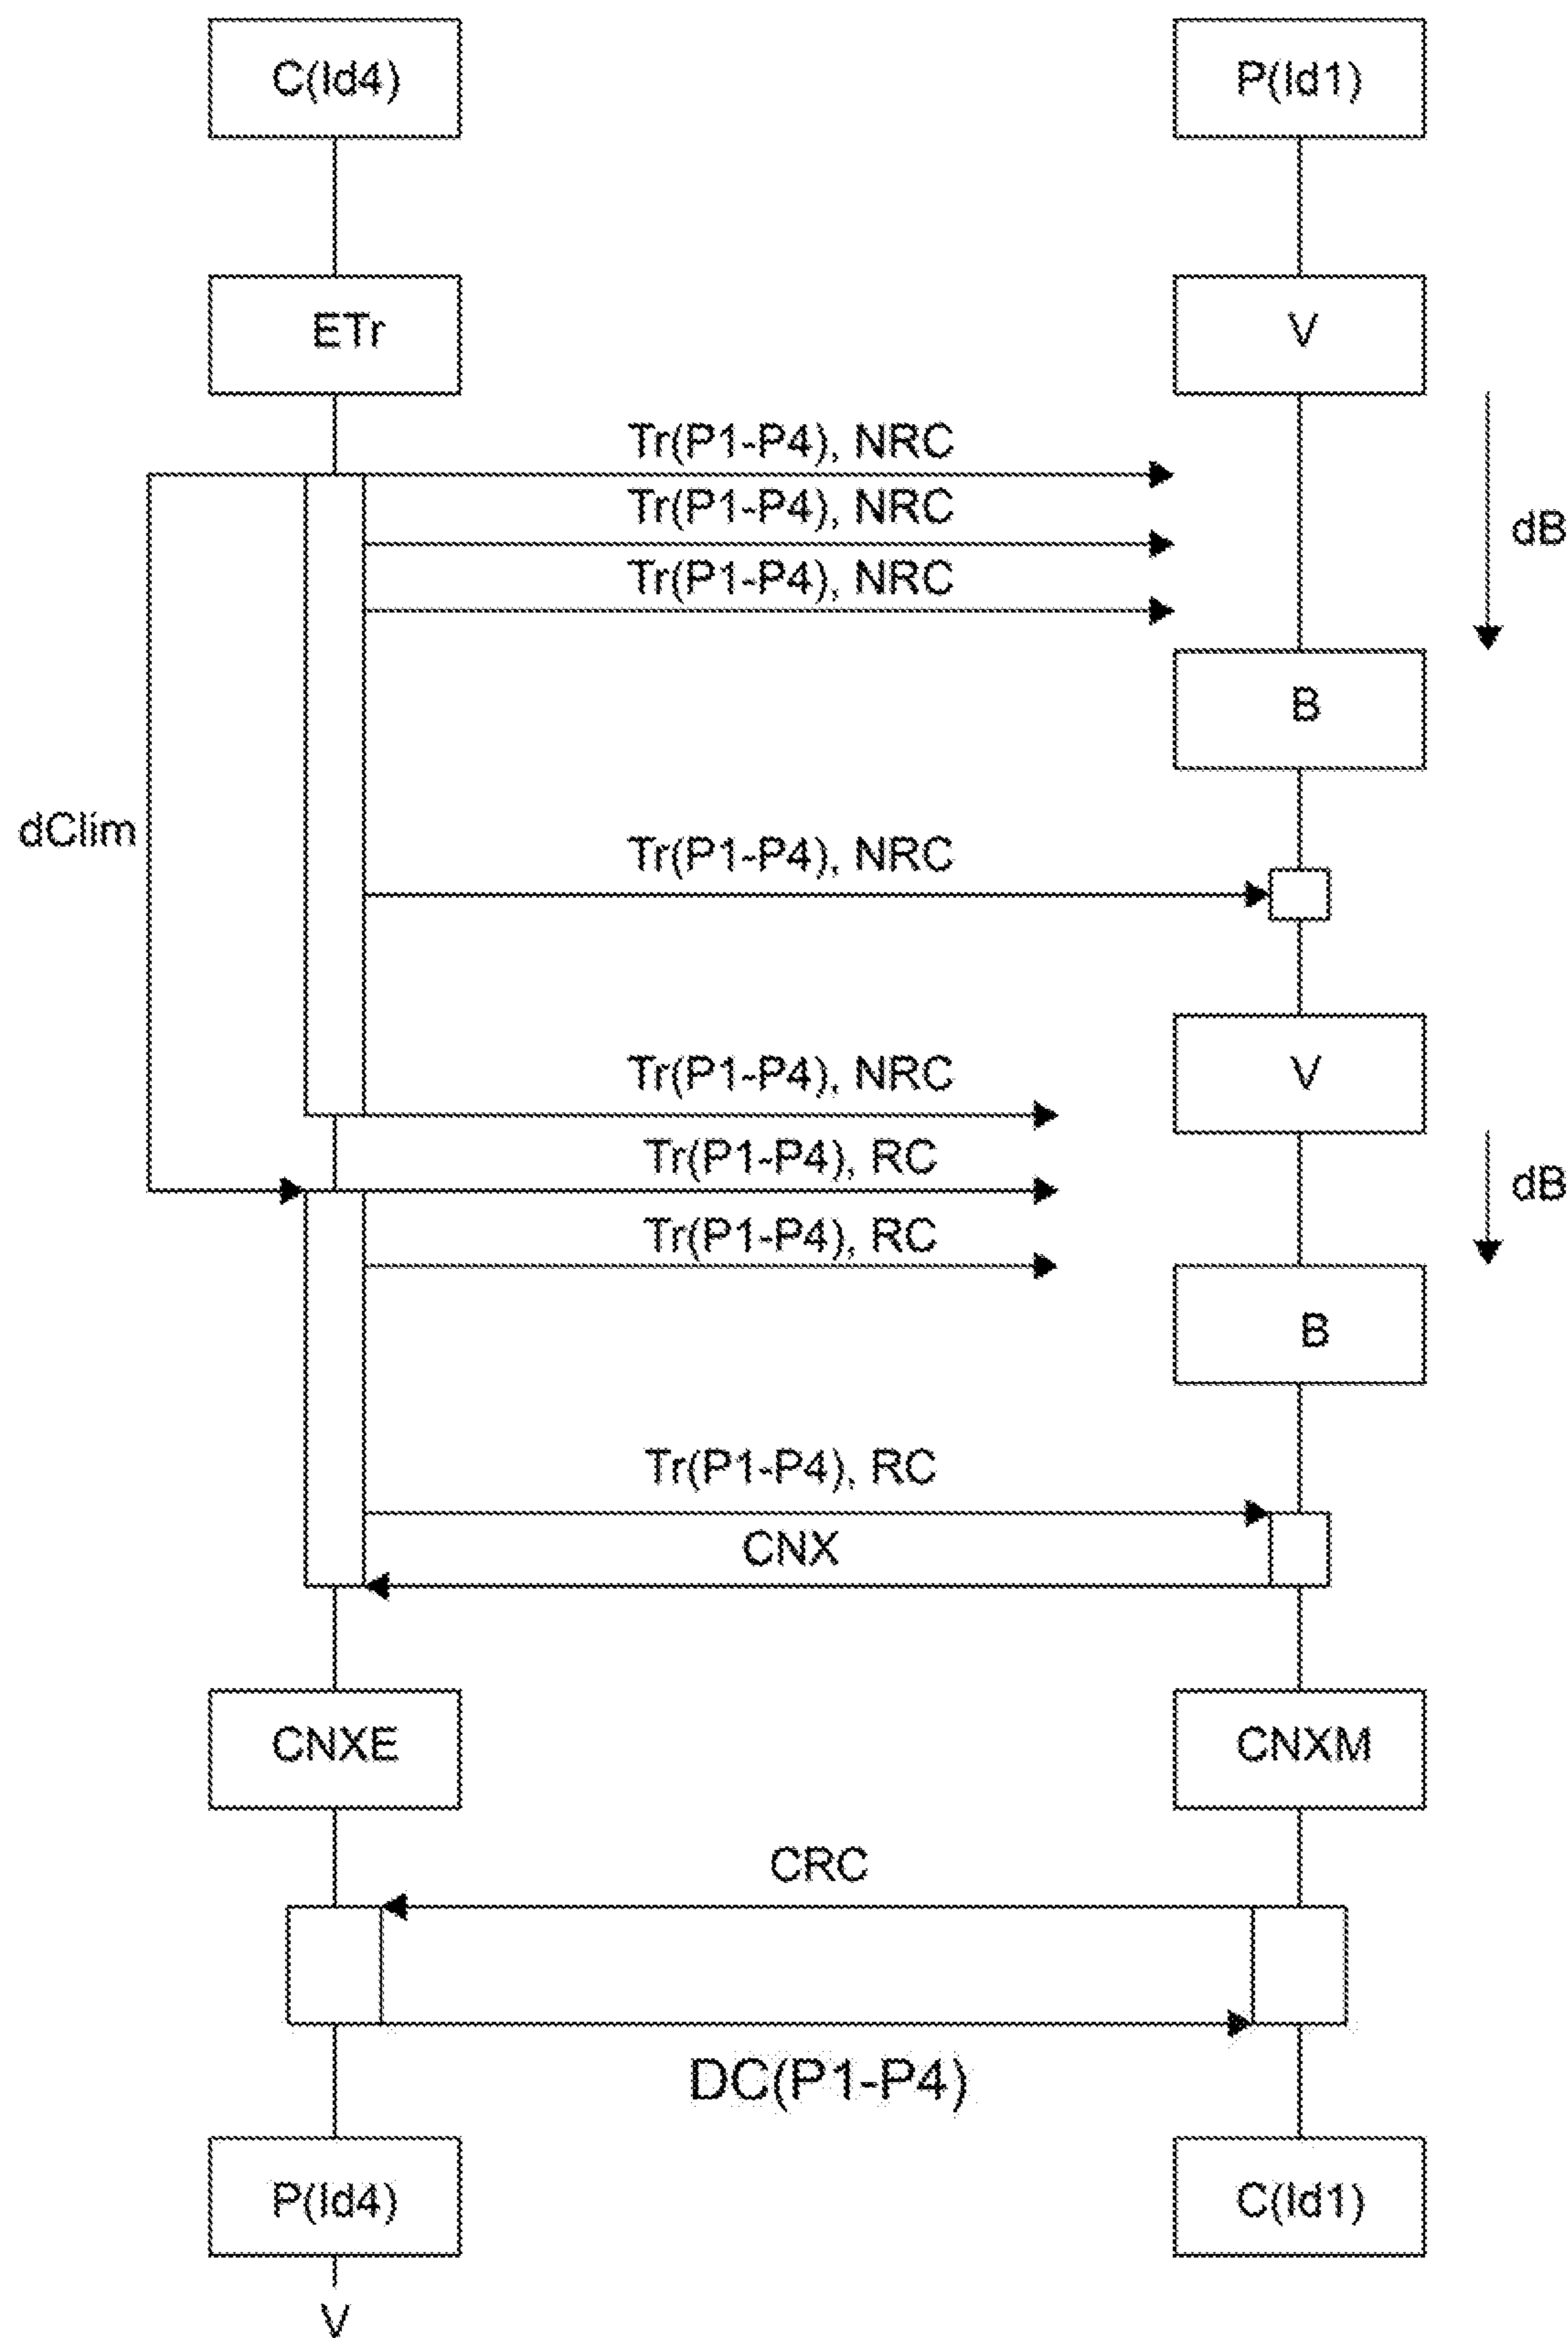 C(Id4)
P(Id1)
ETr
V
Tr(P1-P4), NRC
Tr(P1-P4), NRC
dB
Tr(P1-P4), NRC
B
dClim
Tr(P1-P4), NRC
Tr(P1-P4), NRC
V
Tr(P1-P4), RC
dB
Tr(P1-P4), RC
B
Tr(P1-P4), RC
CNX
CNXE
CNXM
CRC
DC(P1-P4)
P(Id4)
C(Id1)
V